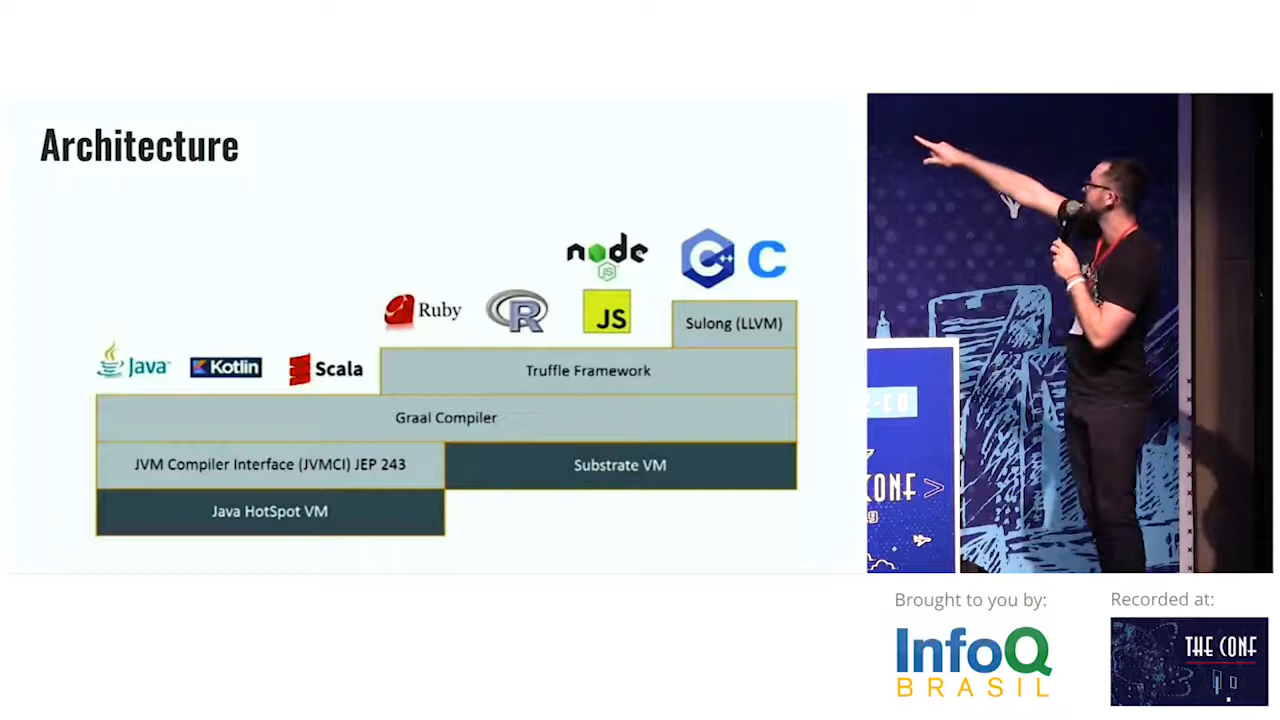 Architecture
node
JS
C++
C
Ruby
R
JS
Sulong (LLVM)
Java™
Kotlin
Scala
Truffle Framework
Graal Compiler
JVM Compiler Interface (JVMCI) JEP 243
Substrate VM
Java HotSpot VM
CONF >
Brought to you by:
Recorded at:
InfoQ
BRASIL
THE CONF